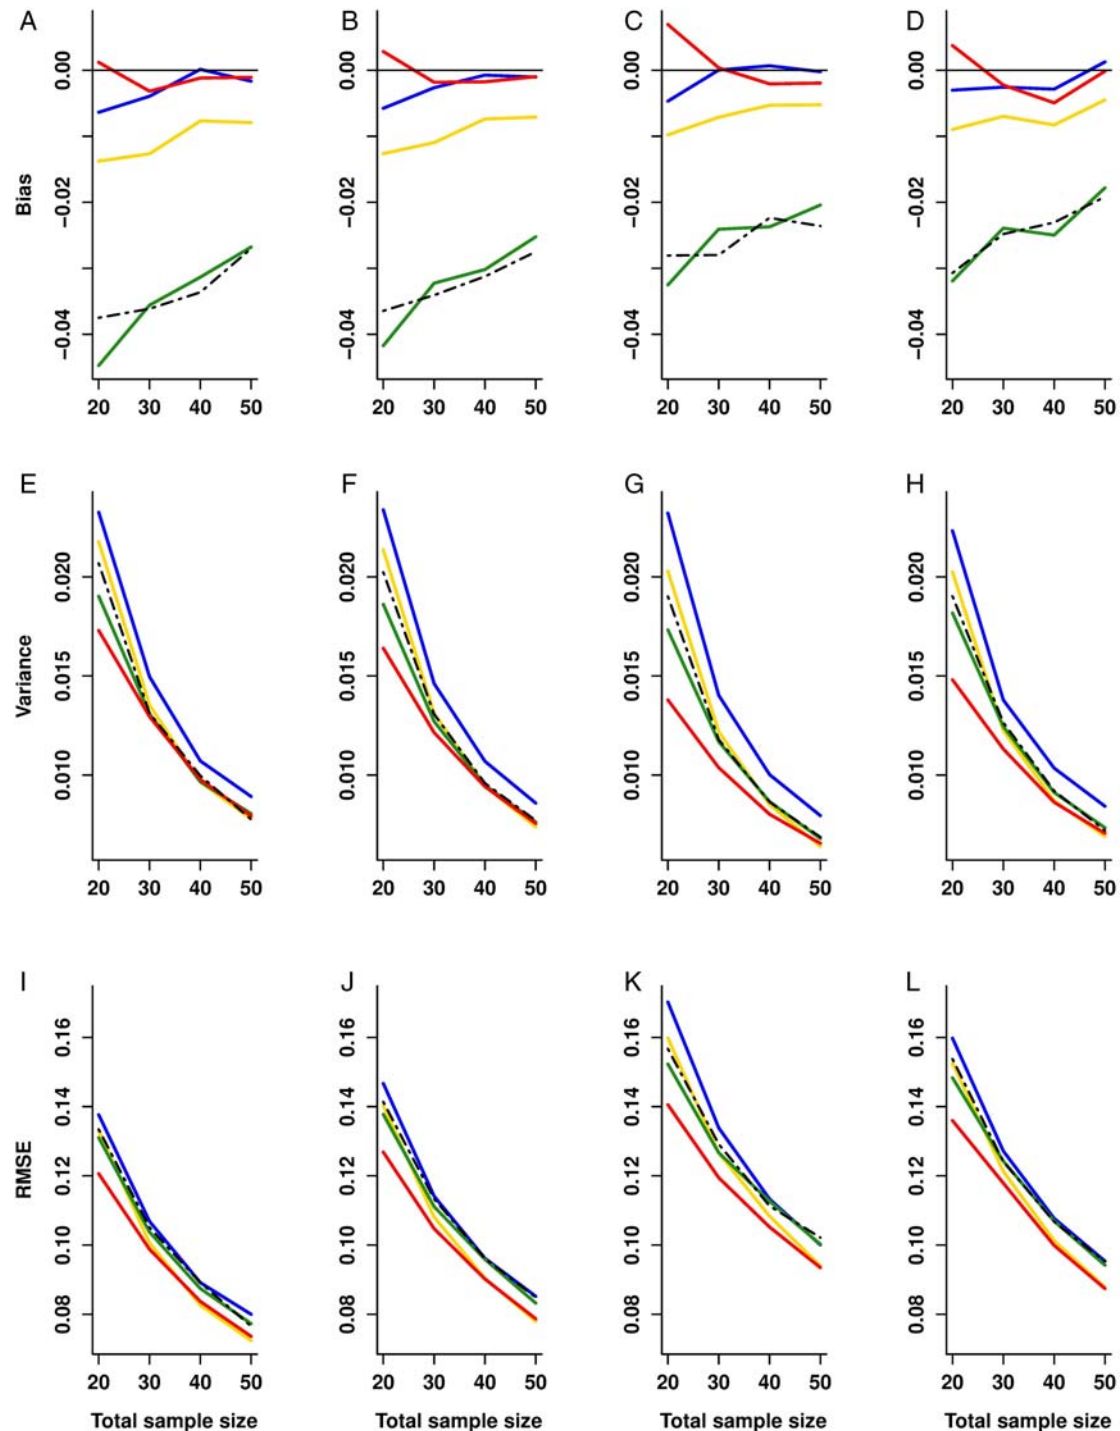 A B C D
Bias
0.00 0.00 0.00 0.00
−0.02 −0.02 −0.02 −0.02
−0.04 −0.04 −0.04 −0.04
20 30 40 50 20 30 40 50 20 30 40 50 20 30 40 50
E F G H
Variance
0.020 0.020 0.020 0.020
0.015 0.015 0.015 0.015
0.010 0.010 0.010 0.010
20 30 40 50 20 30 40 50 20 30 40 50 20 30 40 50
I J K L
RMSE
0.16 0.16 0.16 0.16
0.14 0.14 0.14 0.14
0.12 0.12 0.12 0.12
0.10 0.10 0.10 0.10
0.08 0.08 0.08 0.08
20 30 40 50 20 30 40 50 20 30 40 50 20 30 40 50
Total sample size Total sample size Total sample size Total sample size